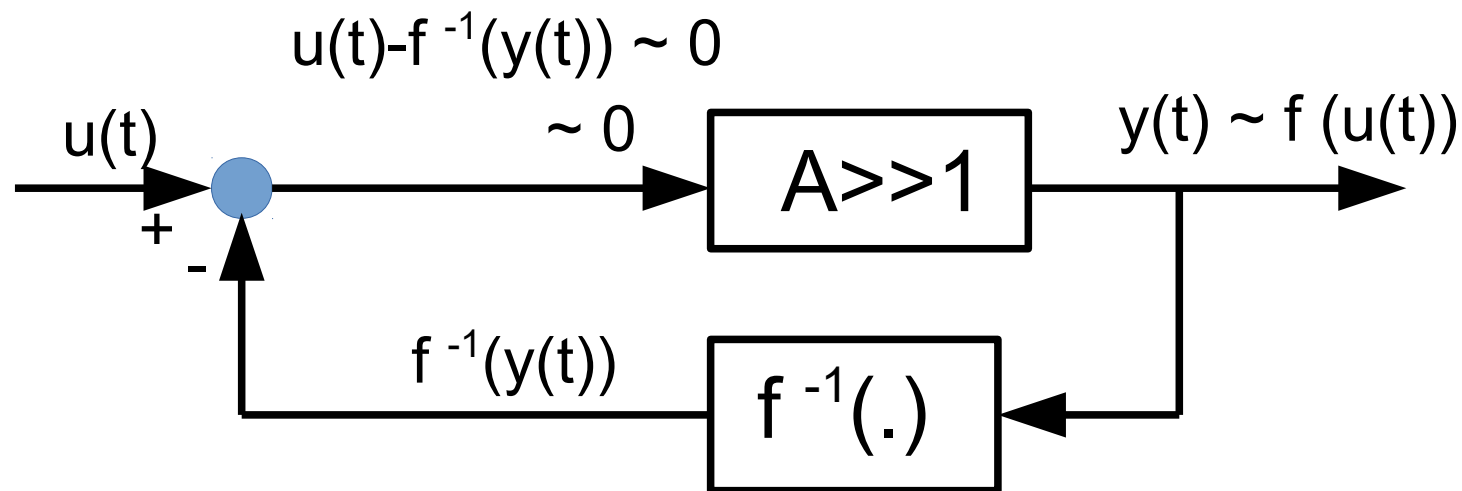 u(t)-f ⁻¹(y(t)) ~ 0
u(t)
~ 0
y(t) ~ f (u(t))
A>>1
+
-
f ⁻¹(y(t))
f ⁻¹(.)